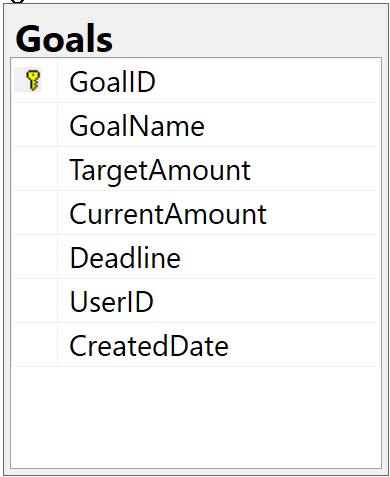 Goals
GoalID
GoalName
TargetAmount
CurrentAmount
Deadline
UserID
CreatedDate